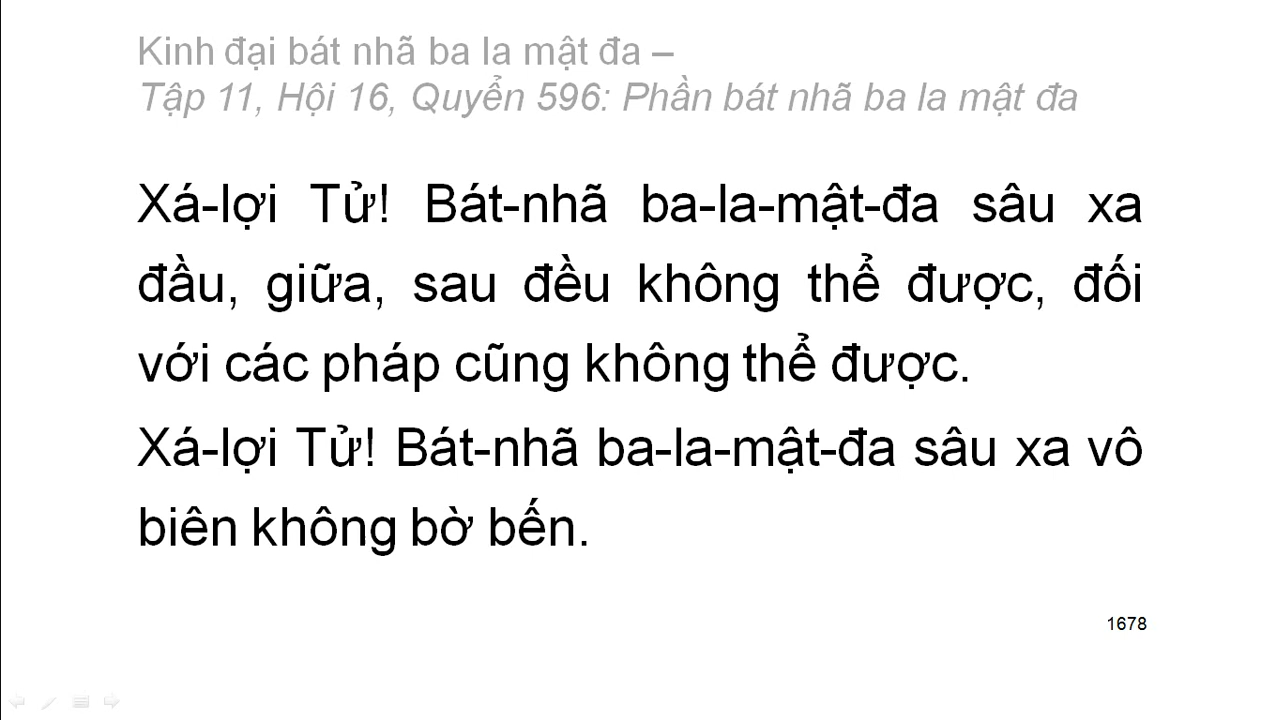 Kinh đại bát nhã ba la mật đa –
Tập 11, Hội 16, Quyển 596: Phần bát nhã ba la mật đa
Xá-lợi Tử! Bát-nhã ba-la-mật-đa sâu xa
đầu, giữa, sau đều không thể được, đối
với các pháp cũng không thể được.
Xá-lợi Tử! Bát-nhã ba-la-mật-đa sâu xa vô
biên không bờ bến.
1678